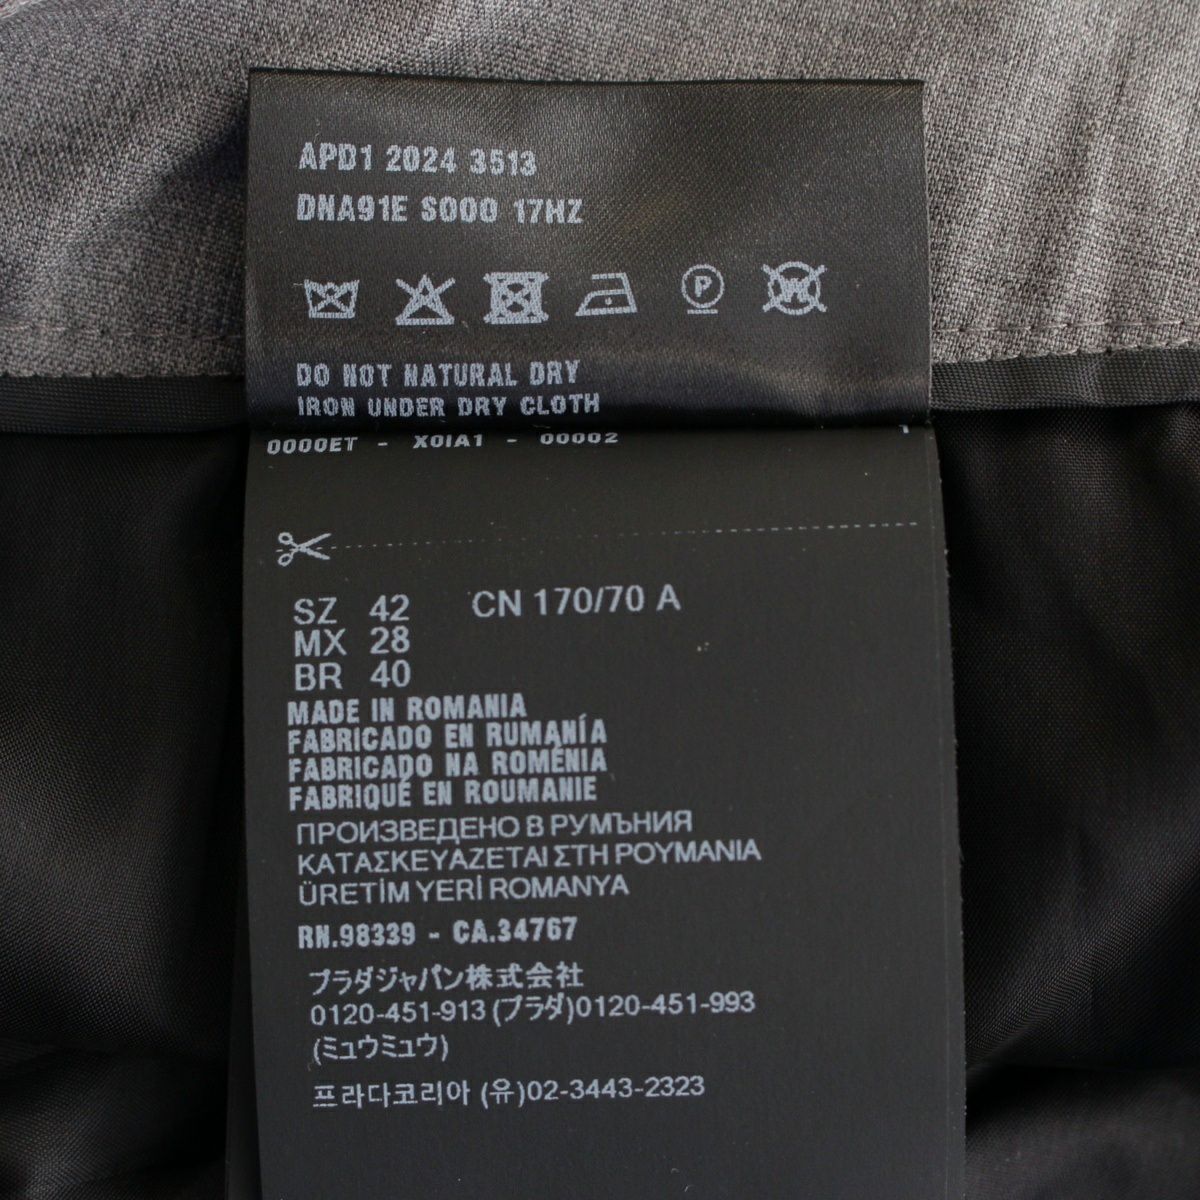 APD1 2024 3513
DNA91E S000 17HZ
P W
DO NOT NATURAL DRY
IRON UNDER DRY CLOTH
0000ET - X0IA1 - 00002
SZ 42 CN 170/70 A
MX 28
BR 40
MADE IN ROMANIA
FABRICADO EN RUMANÍA
FABRICADO NA ROMÉNIA
FABRIQUÉ EN ROUMANIE
ПРОИЗВЕДЕНО В РУМЪНИЯ
ΚΑΤΑΣΚΕΥΑΖΕΤΑΙ ΣΤΗ ΡΟΥΜΑΝΙΑ
ÜRETİM YERİ ROMANYA
RN.98339 - CA.34767
プラダジャパン株式会社
0120-451-913 (プラダ)0120-451-993
(ミュウミュウ)
프라다코리아 (유)02-3443-2323